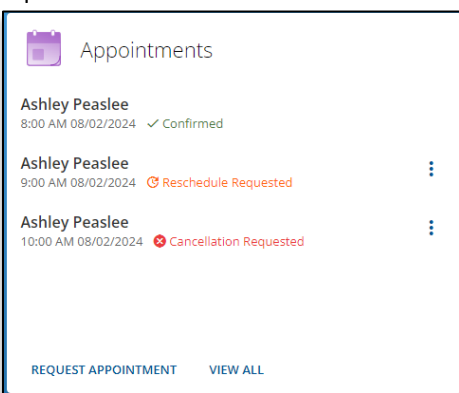 Appointments
Ashley Peaslee
8:00 AM 08/02/2024 Confirmed
Ashley Peaslee
9:00 AM 08/02/2024 Reschedule Requested
Ashley Peaslee
10:00 AM 08/02/2024 Cancellation Requested
REQUEST APPOINTMENT VIEW ALL